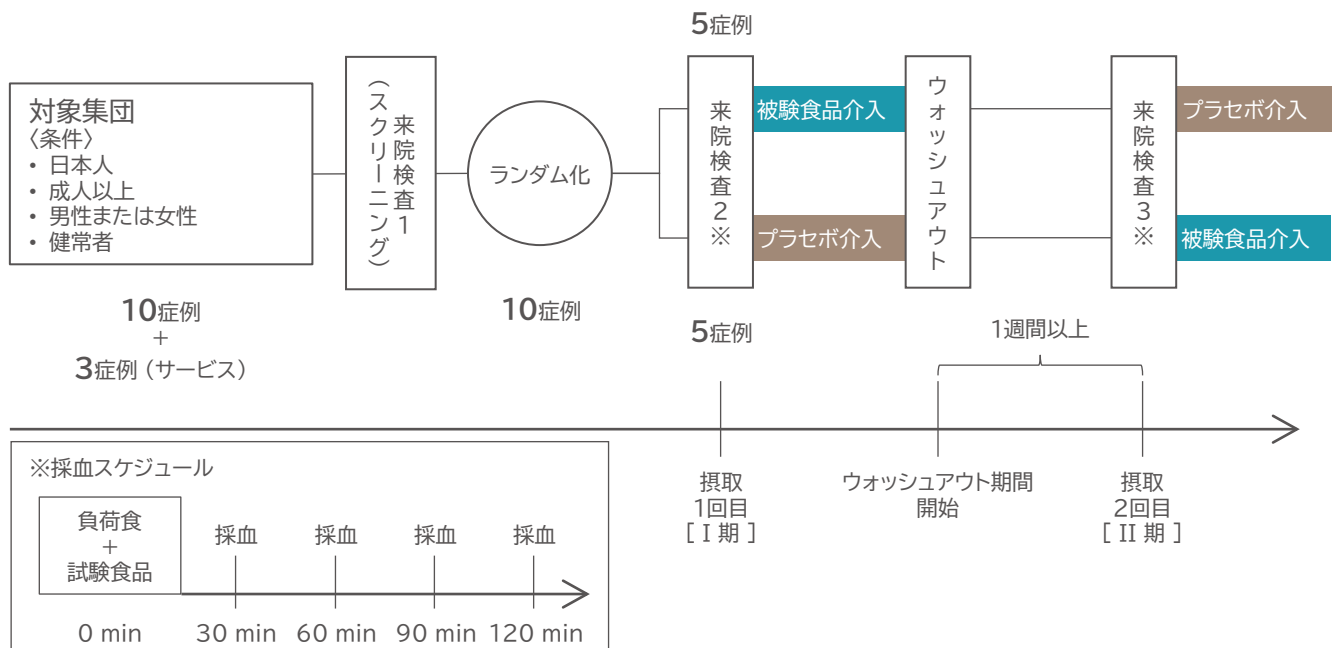 対象集団
〈条件〉
• 日本人
• 成人以上
• 男性または女性
• 健常者
10症例
+
3症例（サービス）
来院検査1
（スクリーニング）
ランダム化
10症例
5症例
来院検査2※
被験食品介入
プラセボ介入
5症例
ウォッシュアウト
来院検査3※
プラセボ介入
被験食品介入
1週間以上
摂取
1回目
[ I 期 ]
ウォッシュアウト期間
開始
摂取
2回目
[ II 期 ]
※採血スケジュール
負荷食
+
試験食品
採血
採血
採血
採血
0 min
30 min
60 min
90 min
120 min